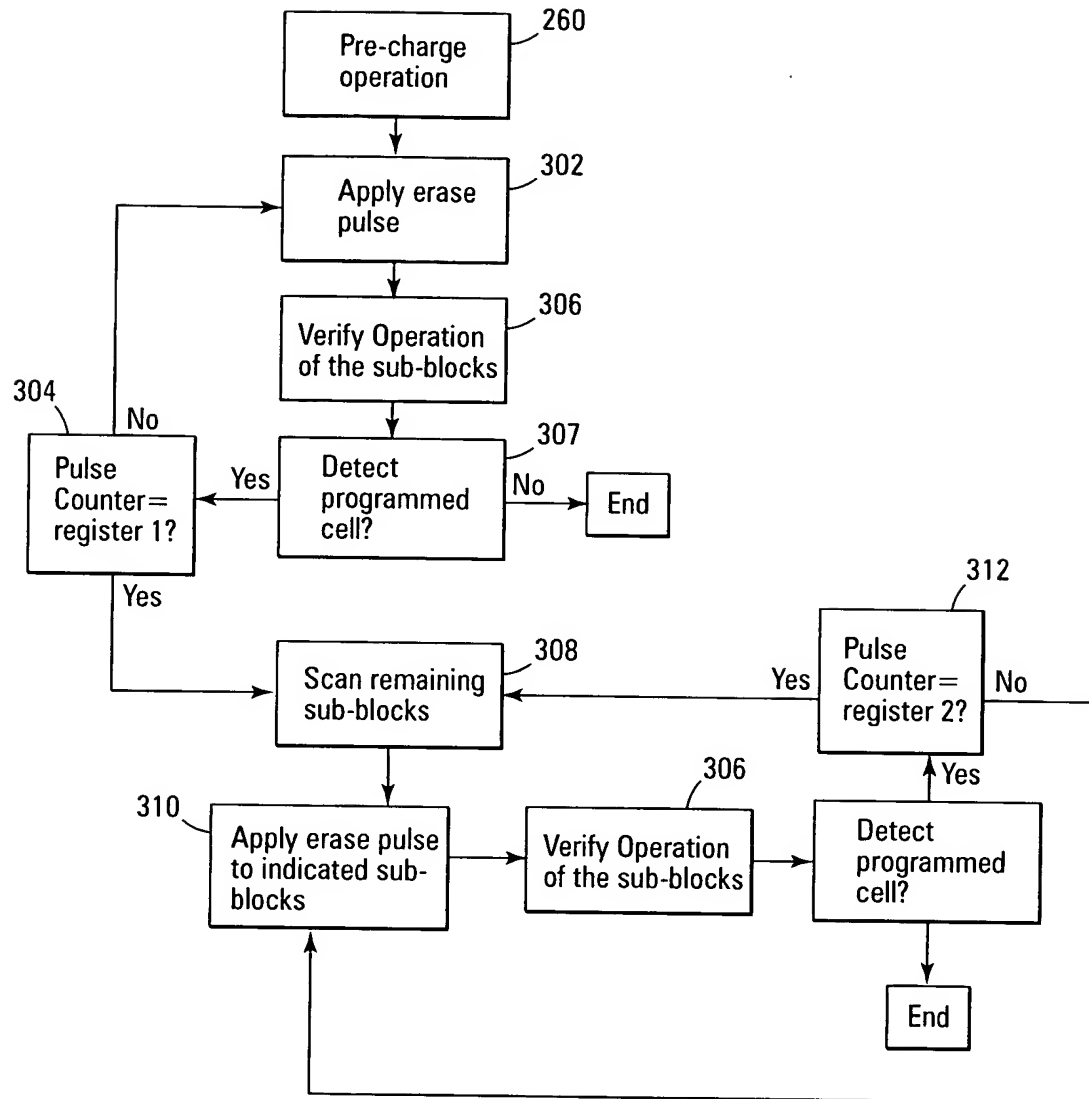 260
Pre-charge
operation
302
Apply erase
pulse
306
Verify Operation
of the sub-blocks
304
No
Pulse
Counter=
register 1?
Yes
307
Detect
programmed
cell?
No
End
Yes
308
Scan remaining
sub-blocks
312
Pulse
Counter=
register 2?
Yes
No
310
Apply erase pulse
to indicated sub-
blocks
306
Verify Operation
of the sub-blocks
Yes
Detect
programmed
cell?
End